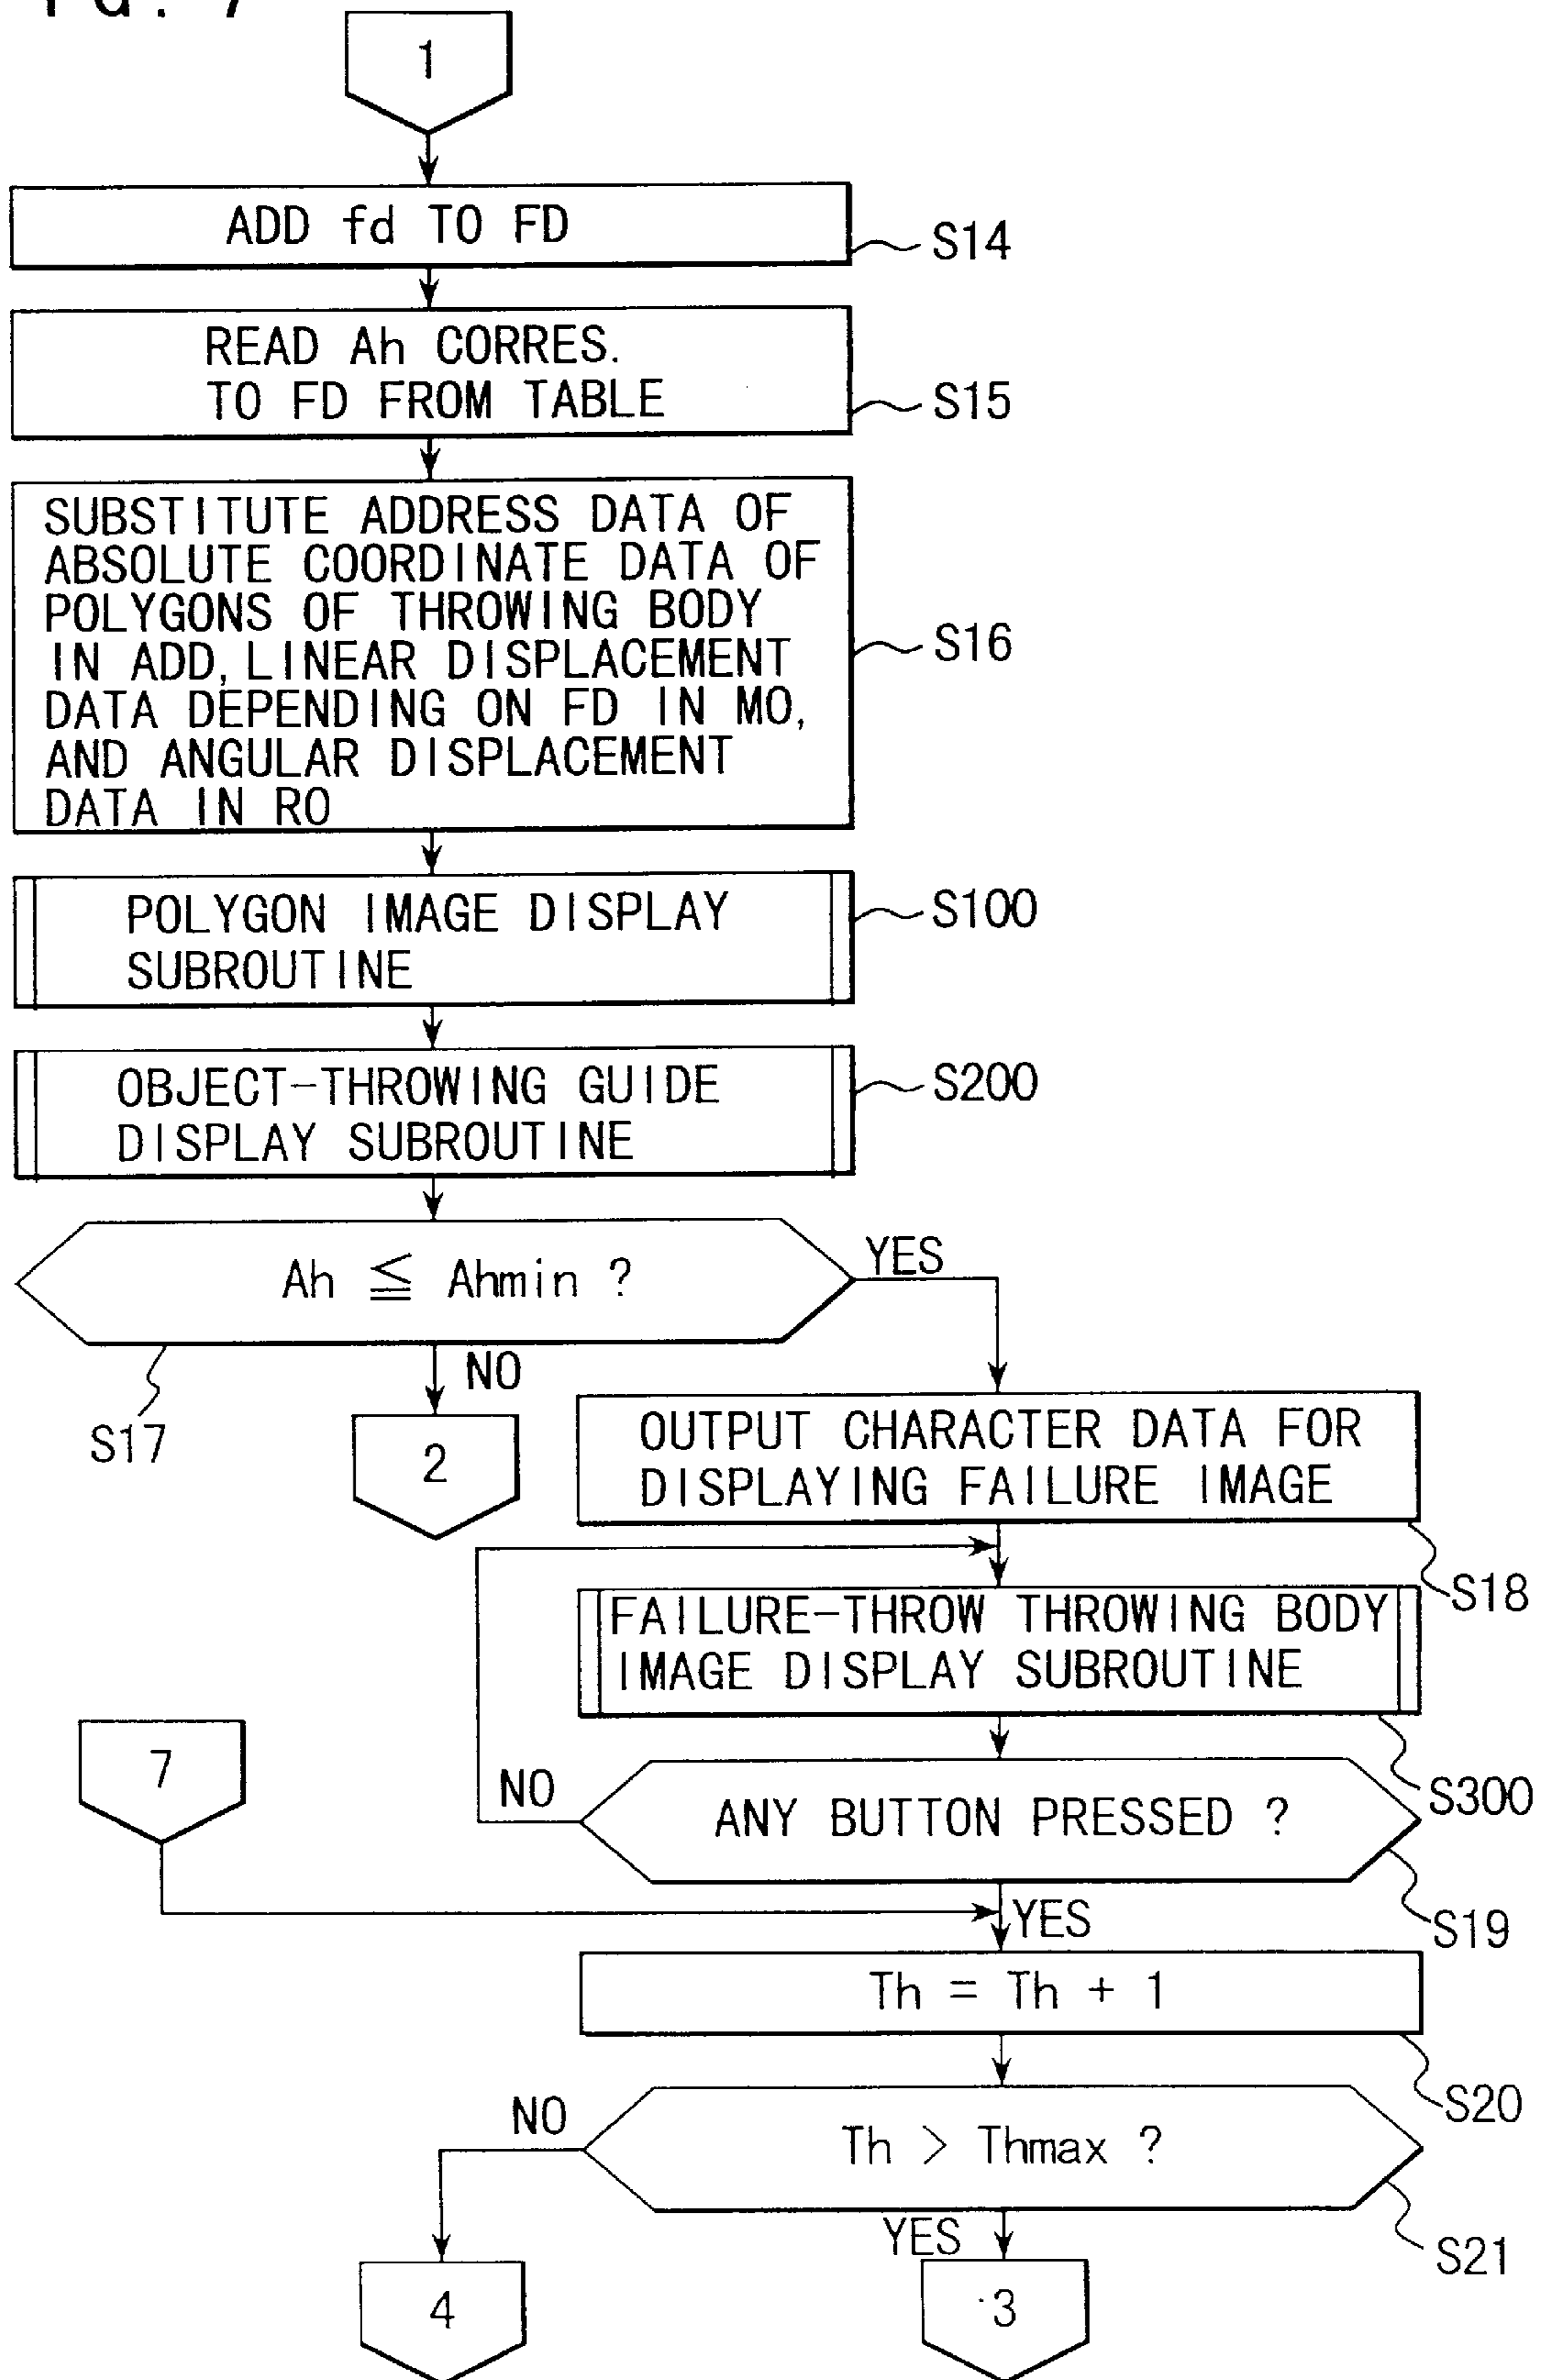 1
ADD fd TO FD
S14
READ Ah CORRES.
TO FD FROM TABLE
S15
SUBSTITUTE ADDRESS DATA OF
ABSOLUTE COORDINATE DATA OF
POLYGONS OF THROWING BODY
IN ADD, LINEAR DISPLACEMENT
DATA DEPENDING ON FD IN MO,
AND ANGULAR DISPLACEMENT
DATA IN RO
S16
POLYGON IMAGE DISPLAY
SUBROUTINE
S100
OBJECT-THROWING GUIDE
DISPLAY SUBROUTINE
S200
Ah ≦ Ahmin ?
YES
NO
S17
2
OUTPUT CHARACTER DATA FOR
DISPLAYING FAILURE IMAGE
S18
FAILURE-THROW THROWING BODY
IMAGE DISPLAY SUBROUTINE
S300
7
NO
ANY BUTTON PRESSED ?
S19
YES
Th = Th + 1
S20
NO
Th > Thmax ?
YES
S21
4
3